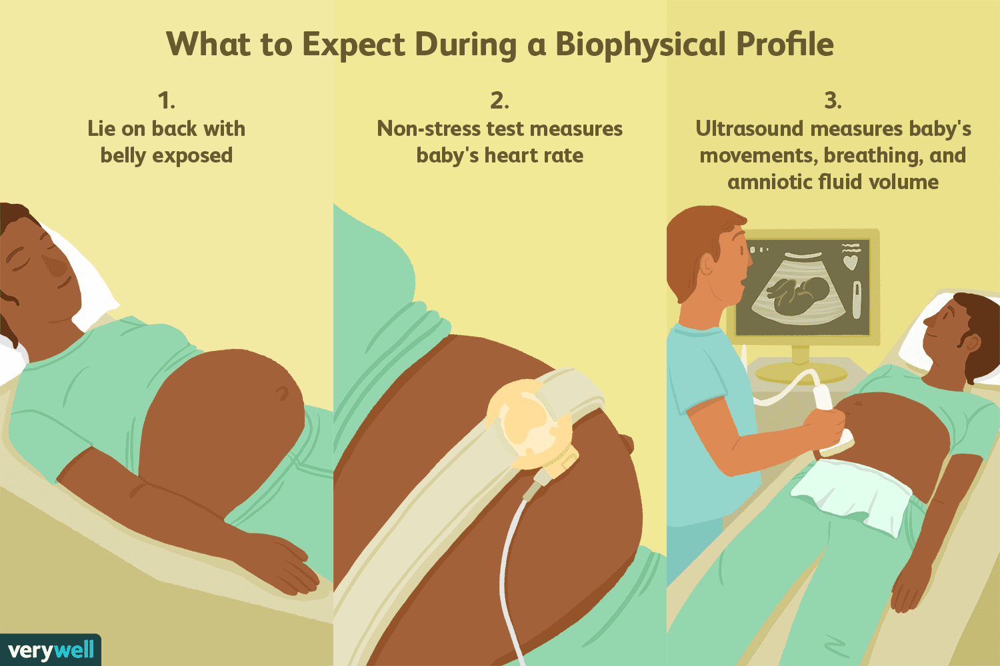 What to Expect During a Biophysical Profile
1.
Lie on back with
belly exposed
2.
Non-stress test measures
baby's heart rate
3.
Ultrasound measures baby's
movements, breathing, and
amniotic fluid volume
verywell